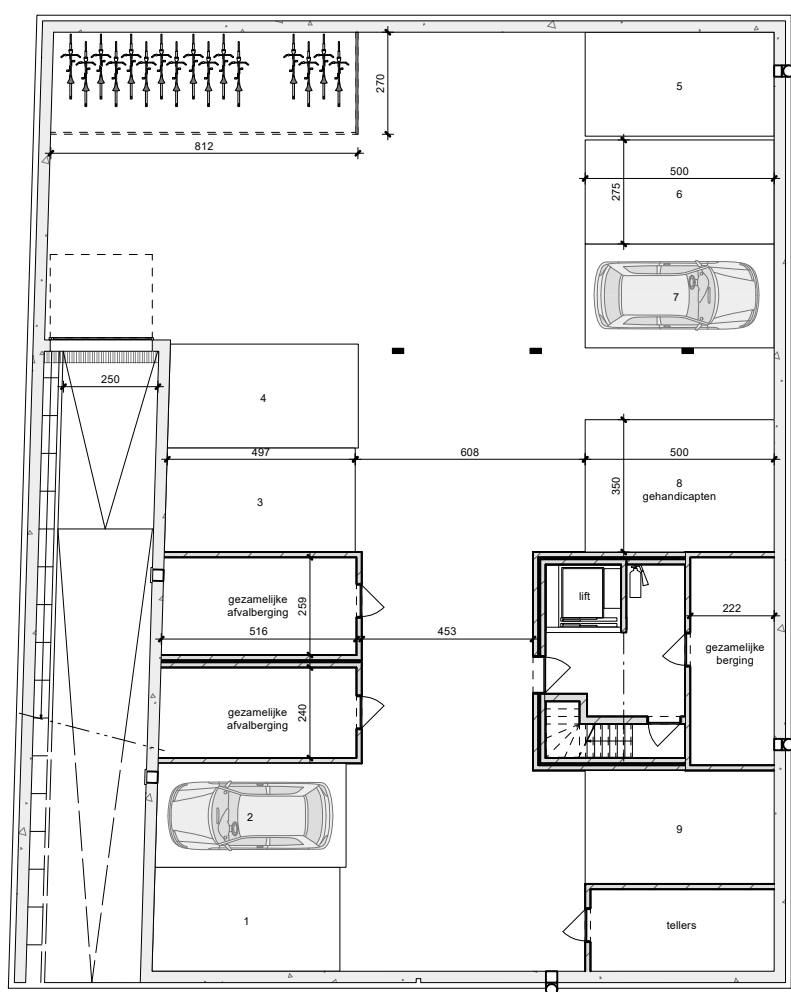 270
5
812
500
275
6
7
250
4
497
608
500
3
350
8
gehandicapten
gezamelijke
afvalberging
259
lift
516
453
222
gezamelijke
berging
gezamelijke
afvalberging
240
2
9
1
tellers